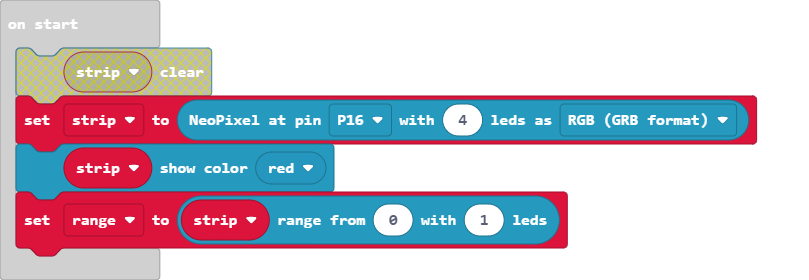 on start
strip clear
set strip to NeoPixel at pin P16 with 4 leds as RGB (GRB format)
strip show color red
set range to strip range from 0 with 1 leds